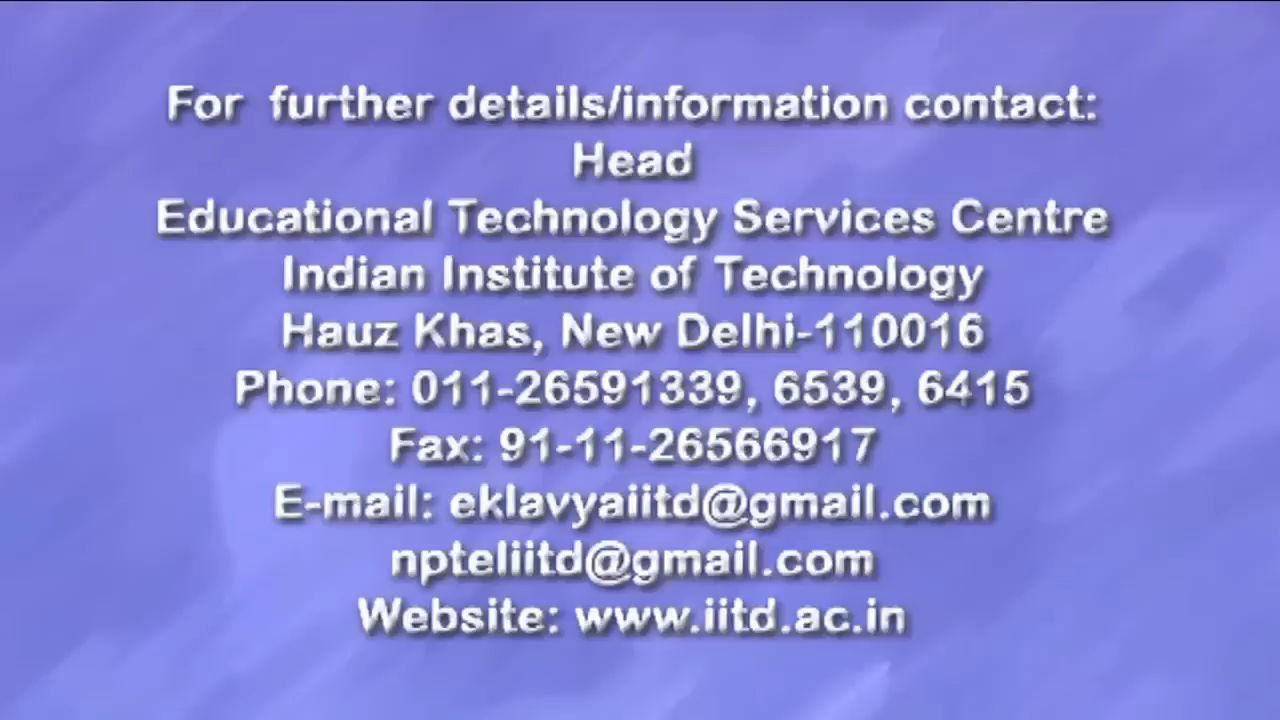 For further details/information contact:
Head
Educational Technology Services Centre
Indian Institute of Technology
Hauz Khas, New Delhi-110016
Phone: 011-26591339, 6539, 6415
Fax: 91-11-26566917
E-mail: eklavyaiitd@gmail.com
npteliitd@gmail.com
Website: www.iitd.ac.in